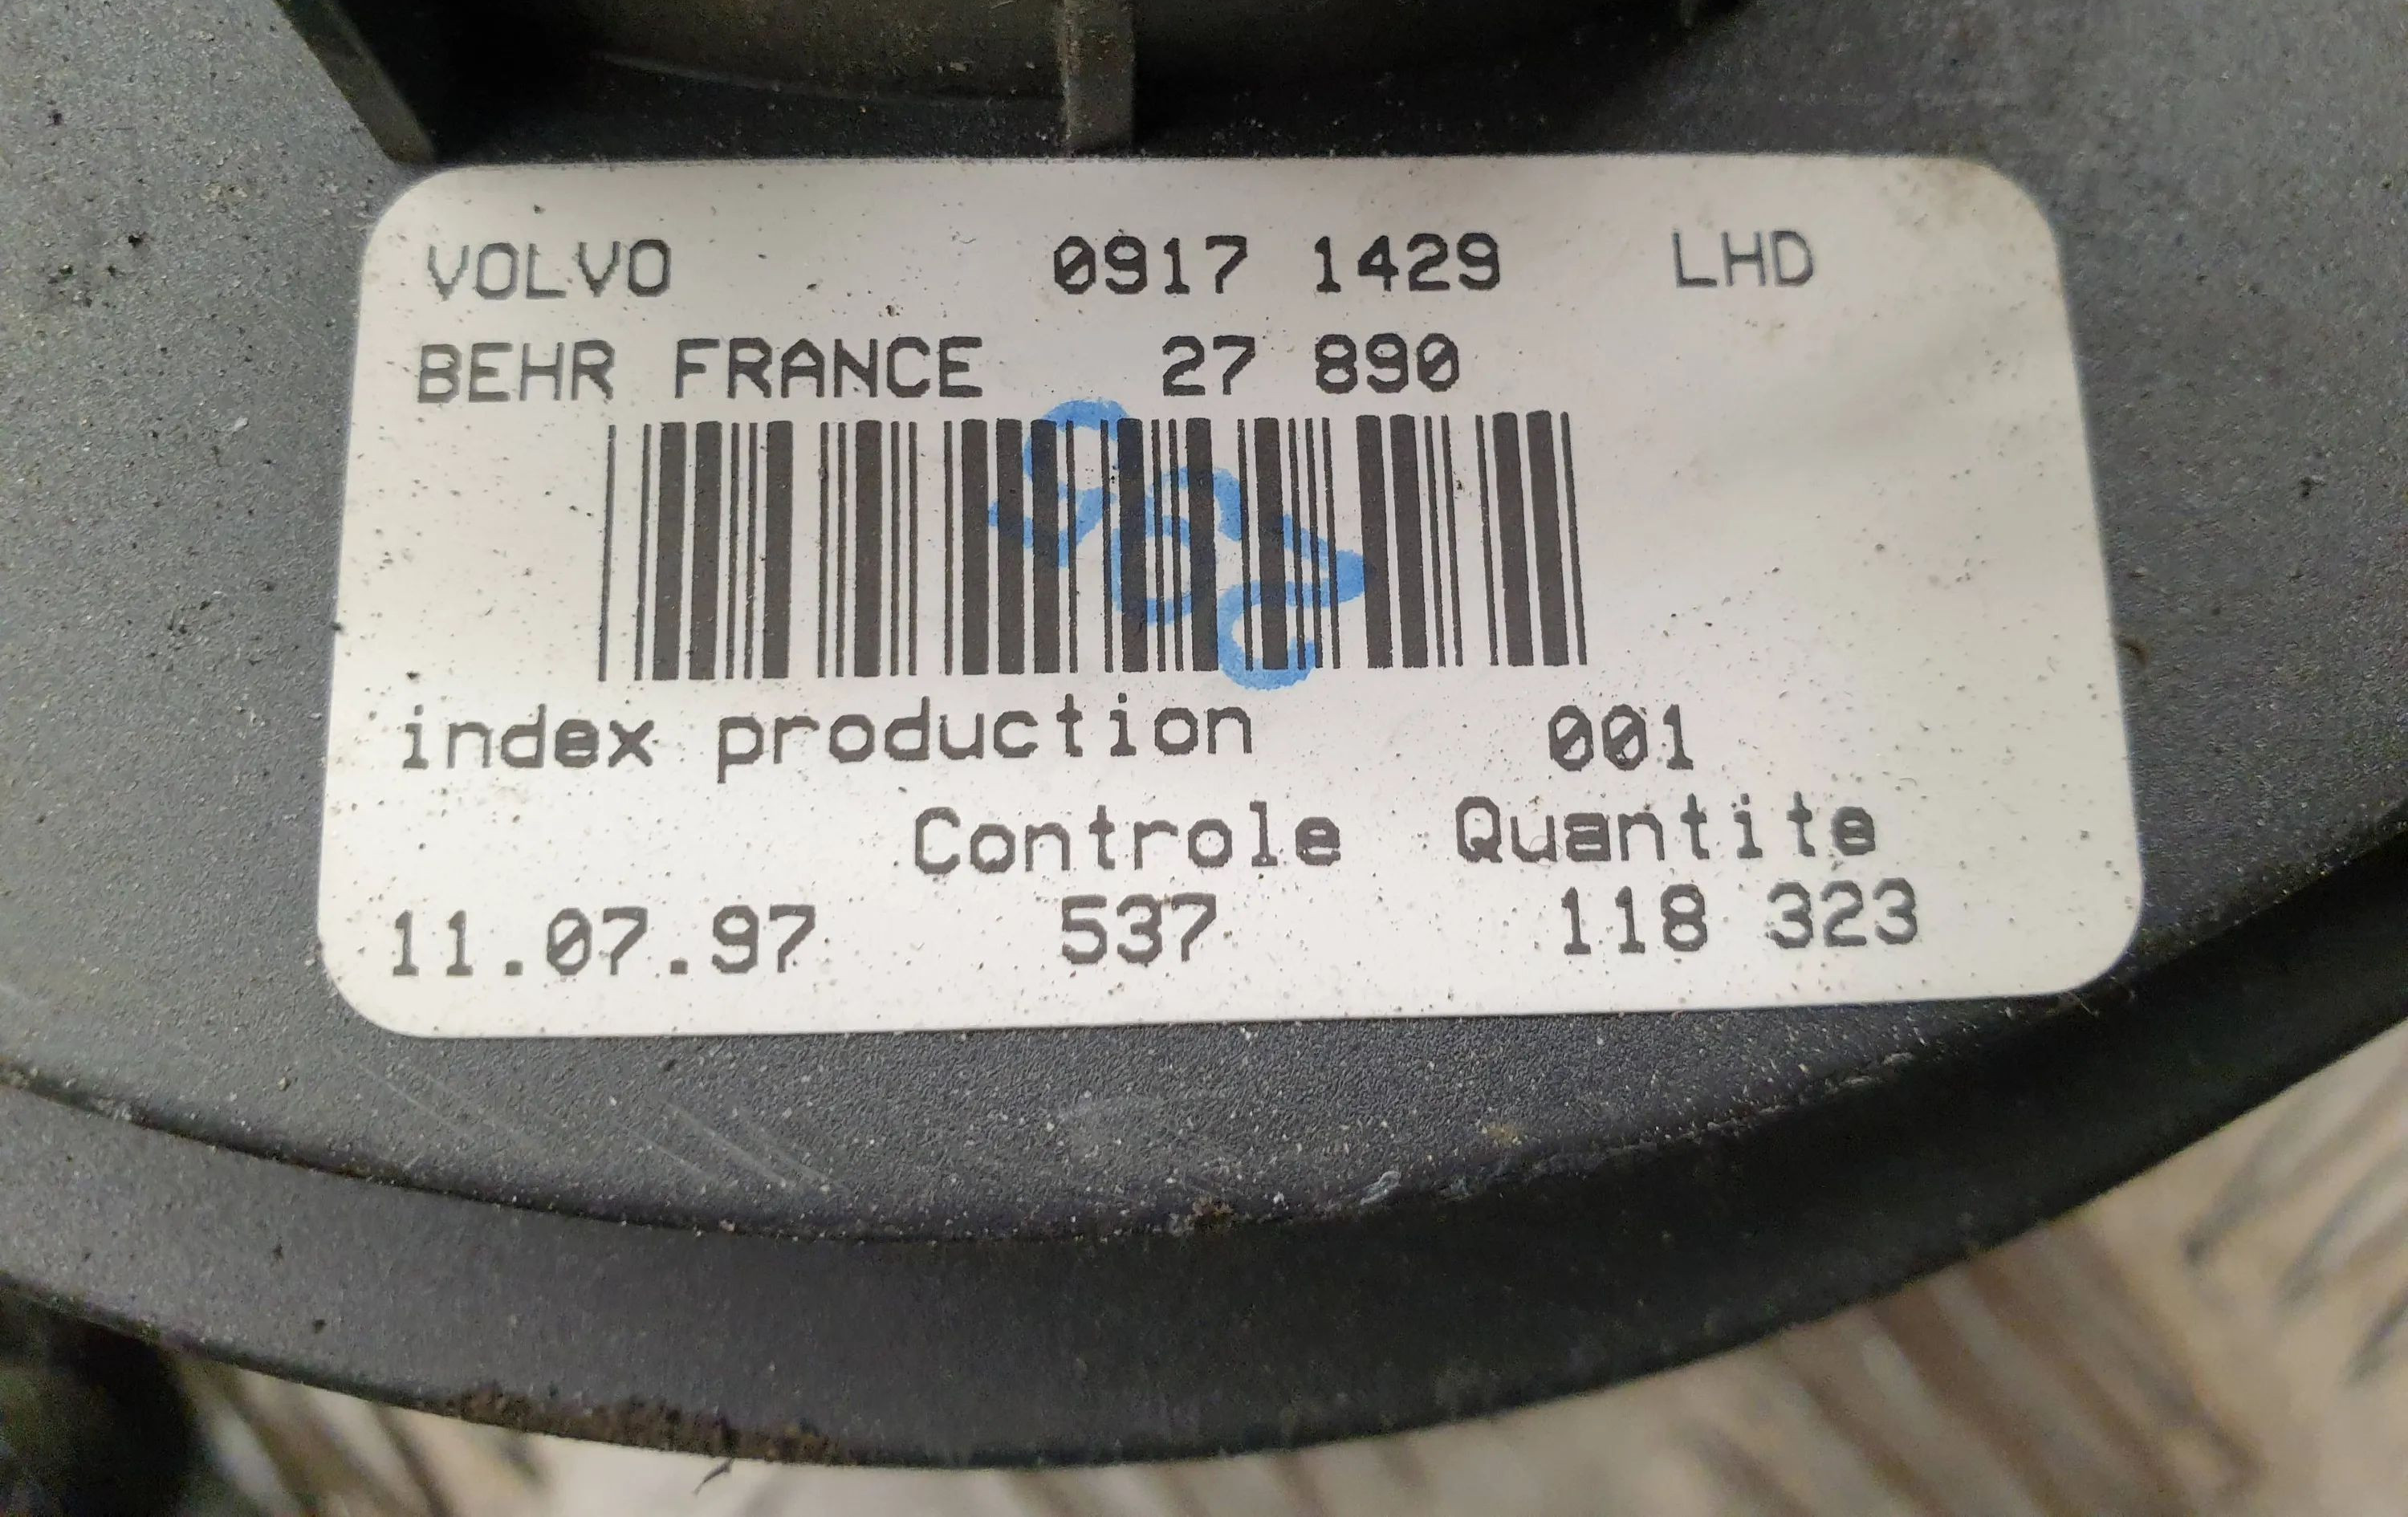 VOLVO 0917 1429 LHD
BEHR FRANCE 27 890
index production 001
Controle Quantite
11.07.97 537 118 323